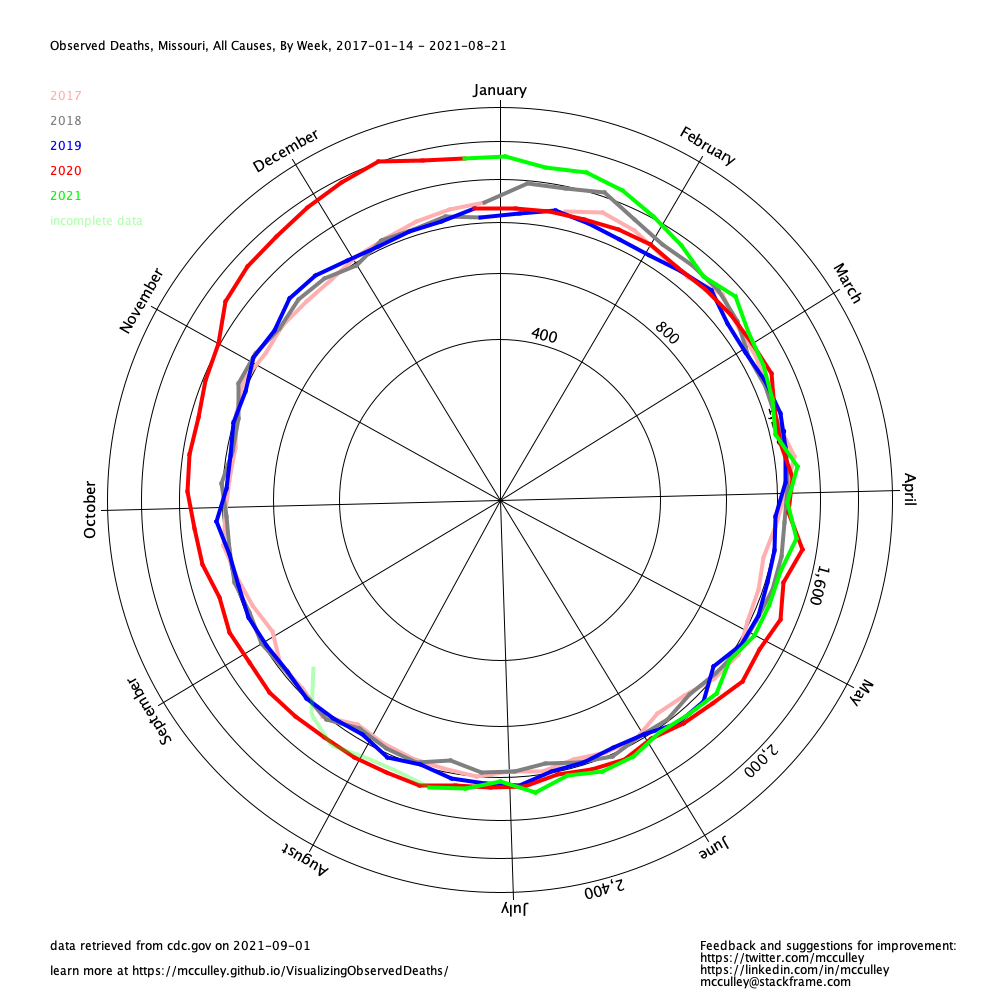 Observed Deaths, Missouri, All Causes, By Week, 2017-01-14 - 2021-08-21
2017
2018
2019
2020
2021
incomplete data
January
February
March
April
May
June
July
August
September
October
November
December
400
800
1,600
2,000
2,400
data retrieved from cdc.gov on 2021-09-01
learn more at https://mcculley.github.io/VisualizingObservedDeaths/
Feedback and suggestions for improvement:
https://twitter.com/mcculley
https://linkedin.com/in/mcculley
mcculley@stackframe.com